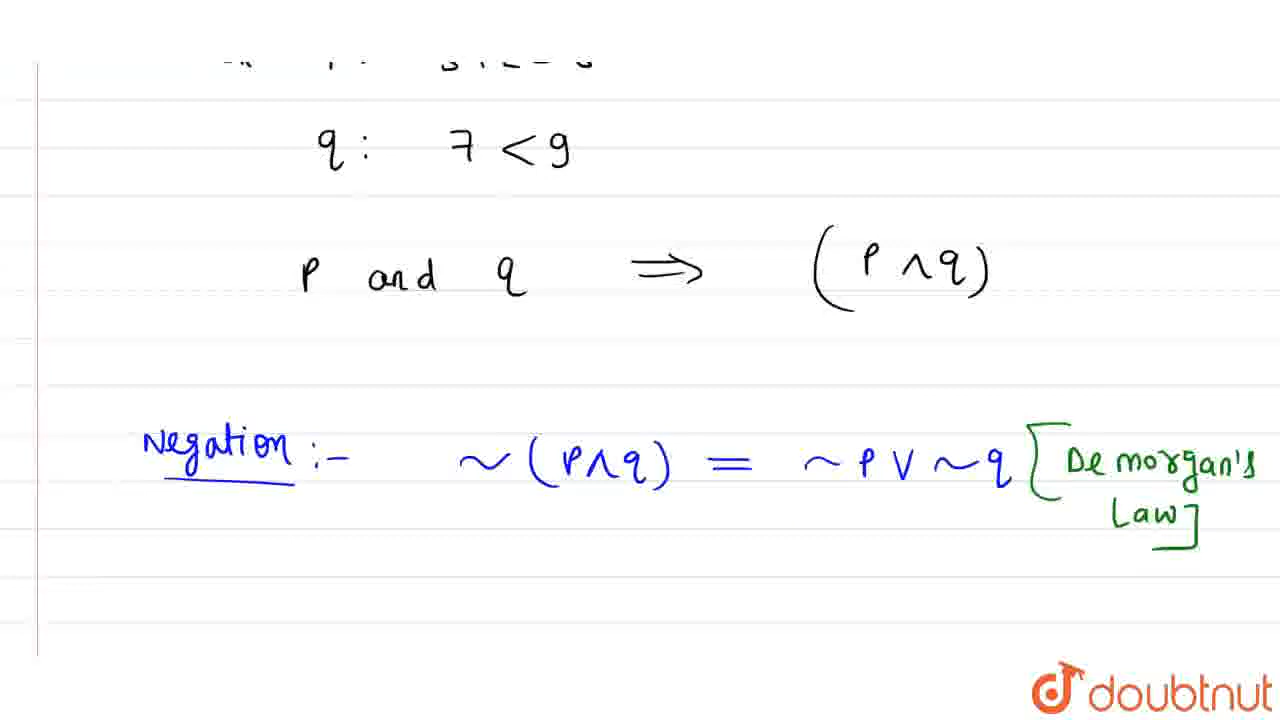 q : 7 < 9
p and q ⇒ (p ∧ q)
Negation :- ~(p∧q) = ~p ∨ ~q [De morgan's
Law]
doubtnut